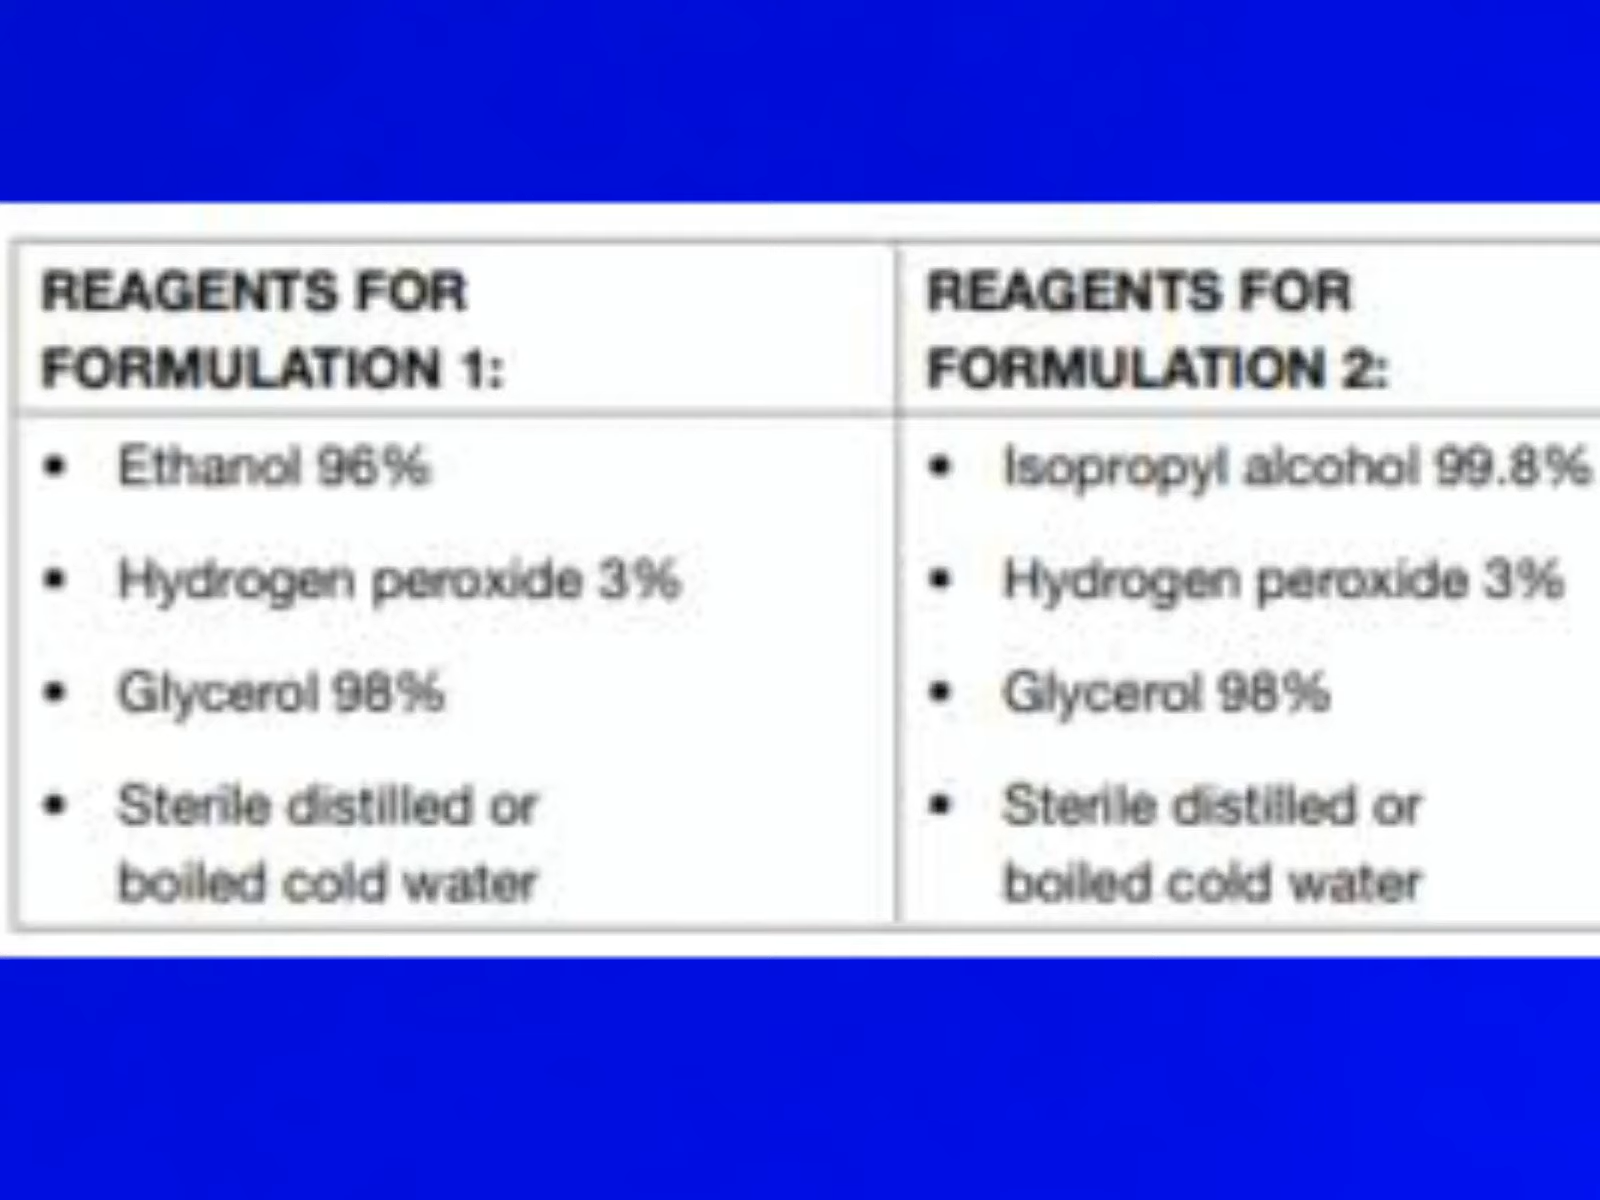 REAGENTS FOR
FORMULATION 1:
• Ethanol 96%
• Hydrogen peroxide 3%
• Glycerol 98%
• Sterile distilled or
boiled cold water
REAGENTS FOR
FORMULATION 2:
• Isopropyl alcohol 99.8%
• Hydrogen peroxide 3%
• Glycerol 98%
• Sterile distilled or
boiled cold water